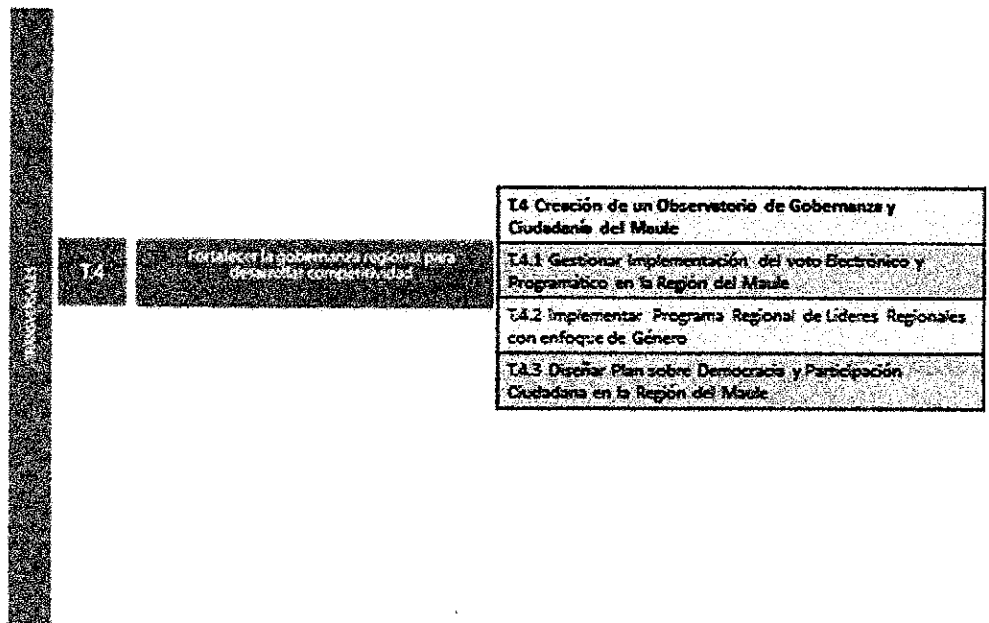 T.4
Fortalecer la gobernanza regional para
desarrollar competitividad
T.4 Creación de un Observatorio de Gobernanza y
Ciudadanía del Maule
T.4.1 Gestionar Implementación del voto Electrónico y
Programático en la Región del Maule
T.4.2 Implementar Programa Regional de Líderes Regionales
con enfoque de Género
T.4.3 Diseñar Plan sobre Democracia y Participación
Ciudadana en la Región del Maule